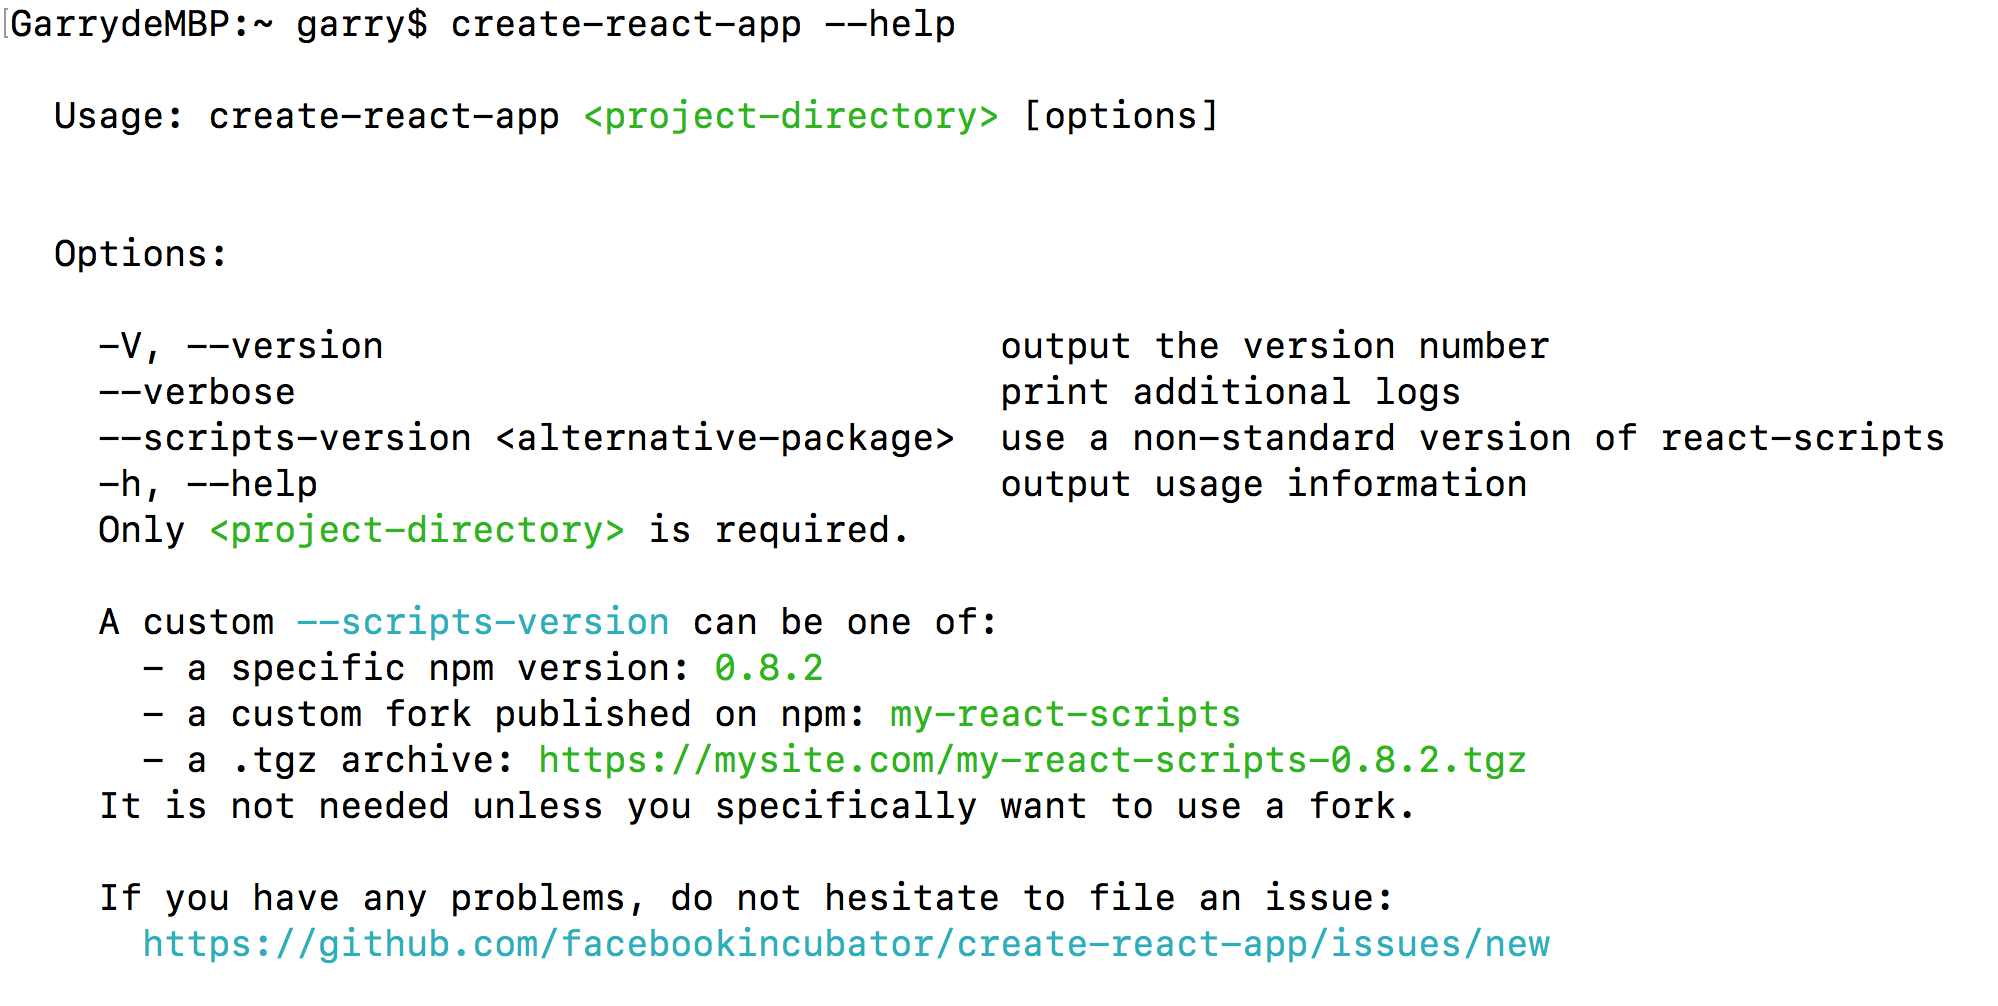 [GarrydeMBP:~ garry$ create-react-app --help
Usage: create-react-app <project-directory> [options]
Options:
-V, --version output the version number
--verbose print additional logs
--scripts-version <alternative-package> use a non-standard version of react-scripts
-h, --help output usage information
Only <project-directory> is required.
A custom --scripts-version can be one of:
- a specific npm version: 0.8.2
- a custom fork published on npm: my-react-scripts
- a .tgz archive: https://mysite.com/my-react-scripts-0.8.2.tgz
It is not needed unless you specifically want to use a fork.
If you have any problems, do not hesitate to file an issue:
https://github.com/facebookincubator/create-react-app/issues/new